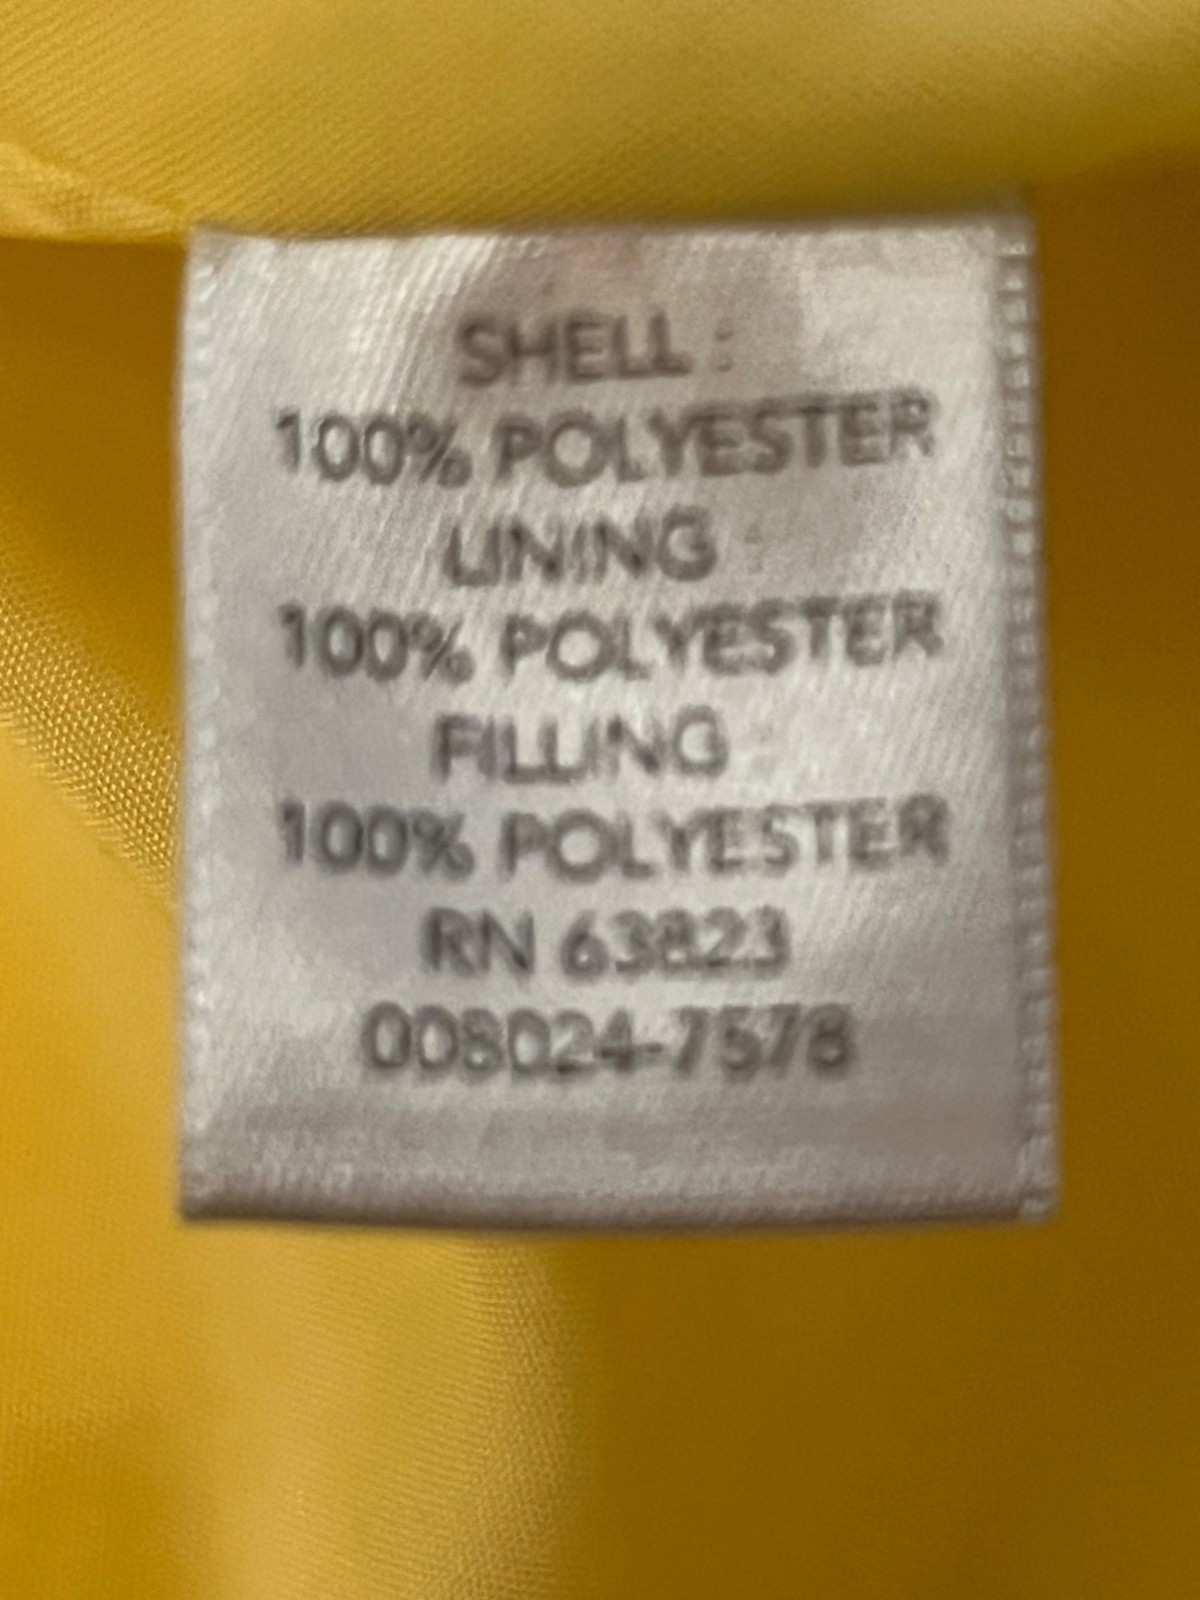 SHELL :
100% POLYESTER
LINING :
100% POLYESTER
FILLING
100% POLYESTER
RN 63823
008024-7578